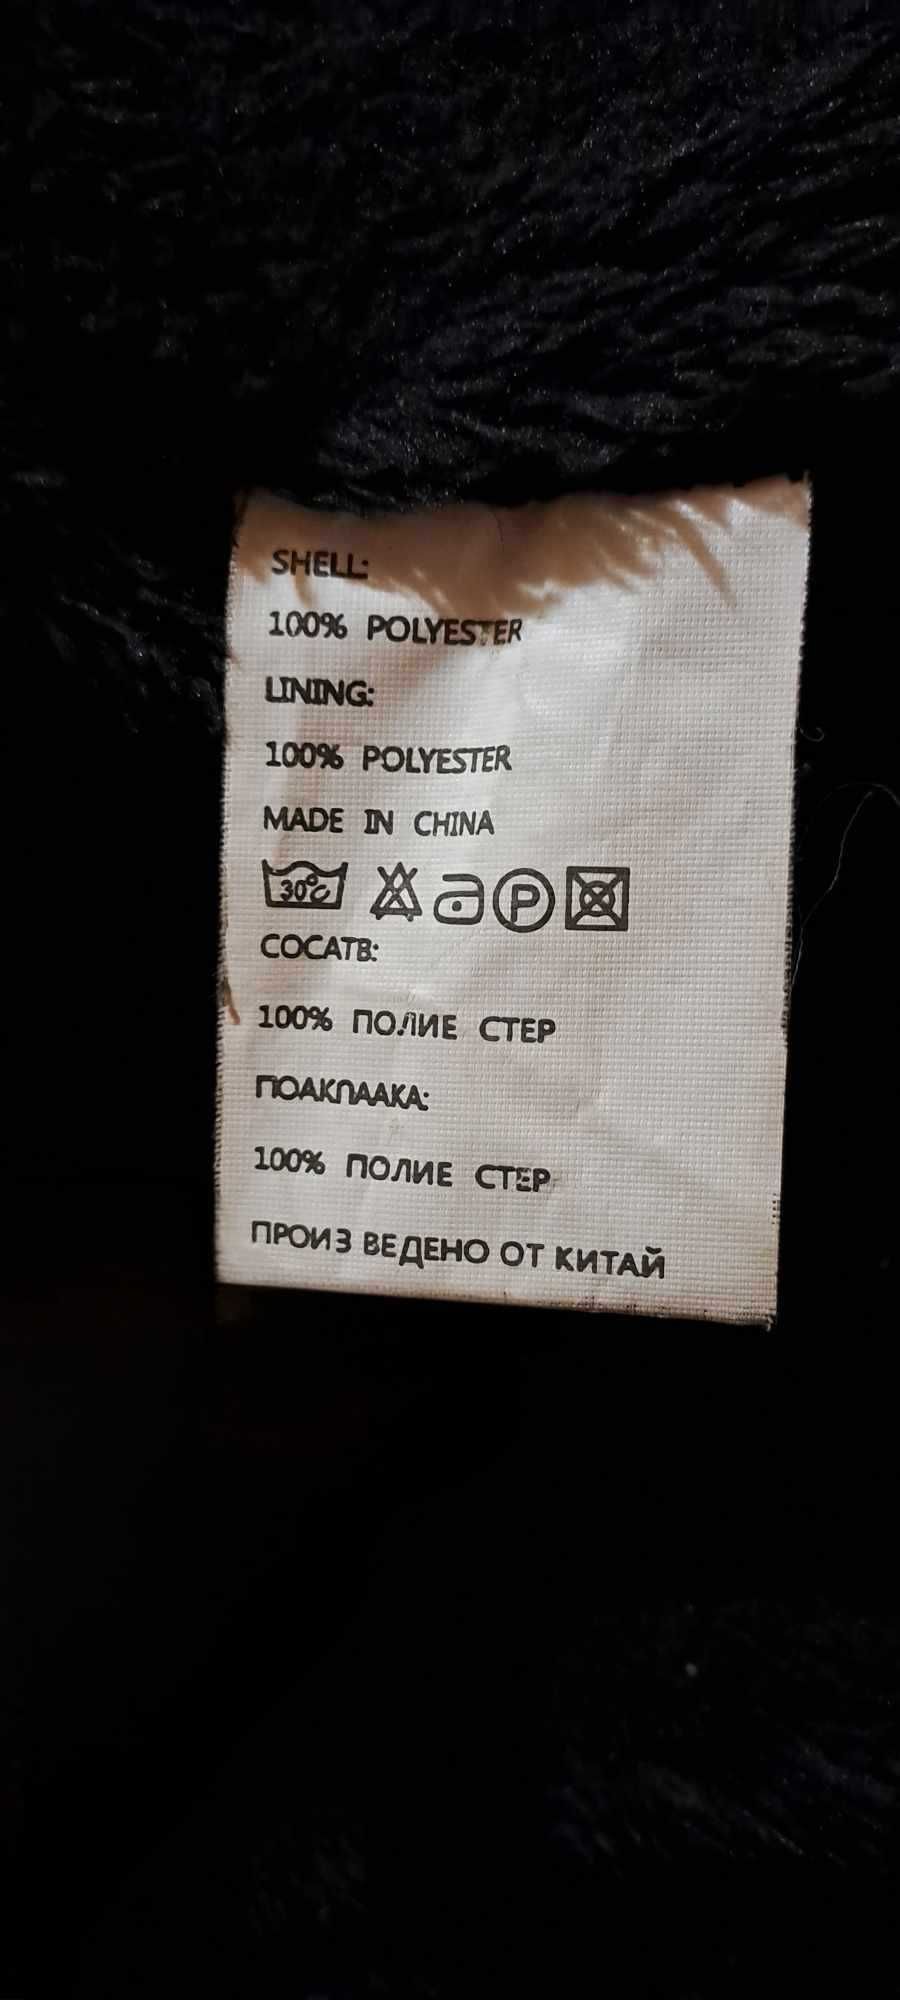 SHELL:
100% POLYESTER
LINING:
100% POLYESTER
MADE IN CHINA
30°C P
СОСАТВ:
100% ПОЛИЕ СТЕР
ПОАКЛААКА:
100% ПОЛИЕ СТЕР
ПРОИЗ ВЕДЕНО ОТ КИТАЙ